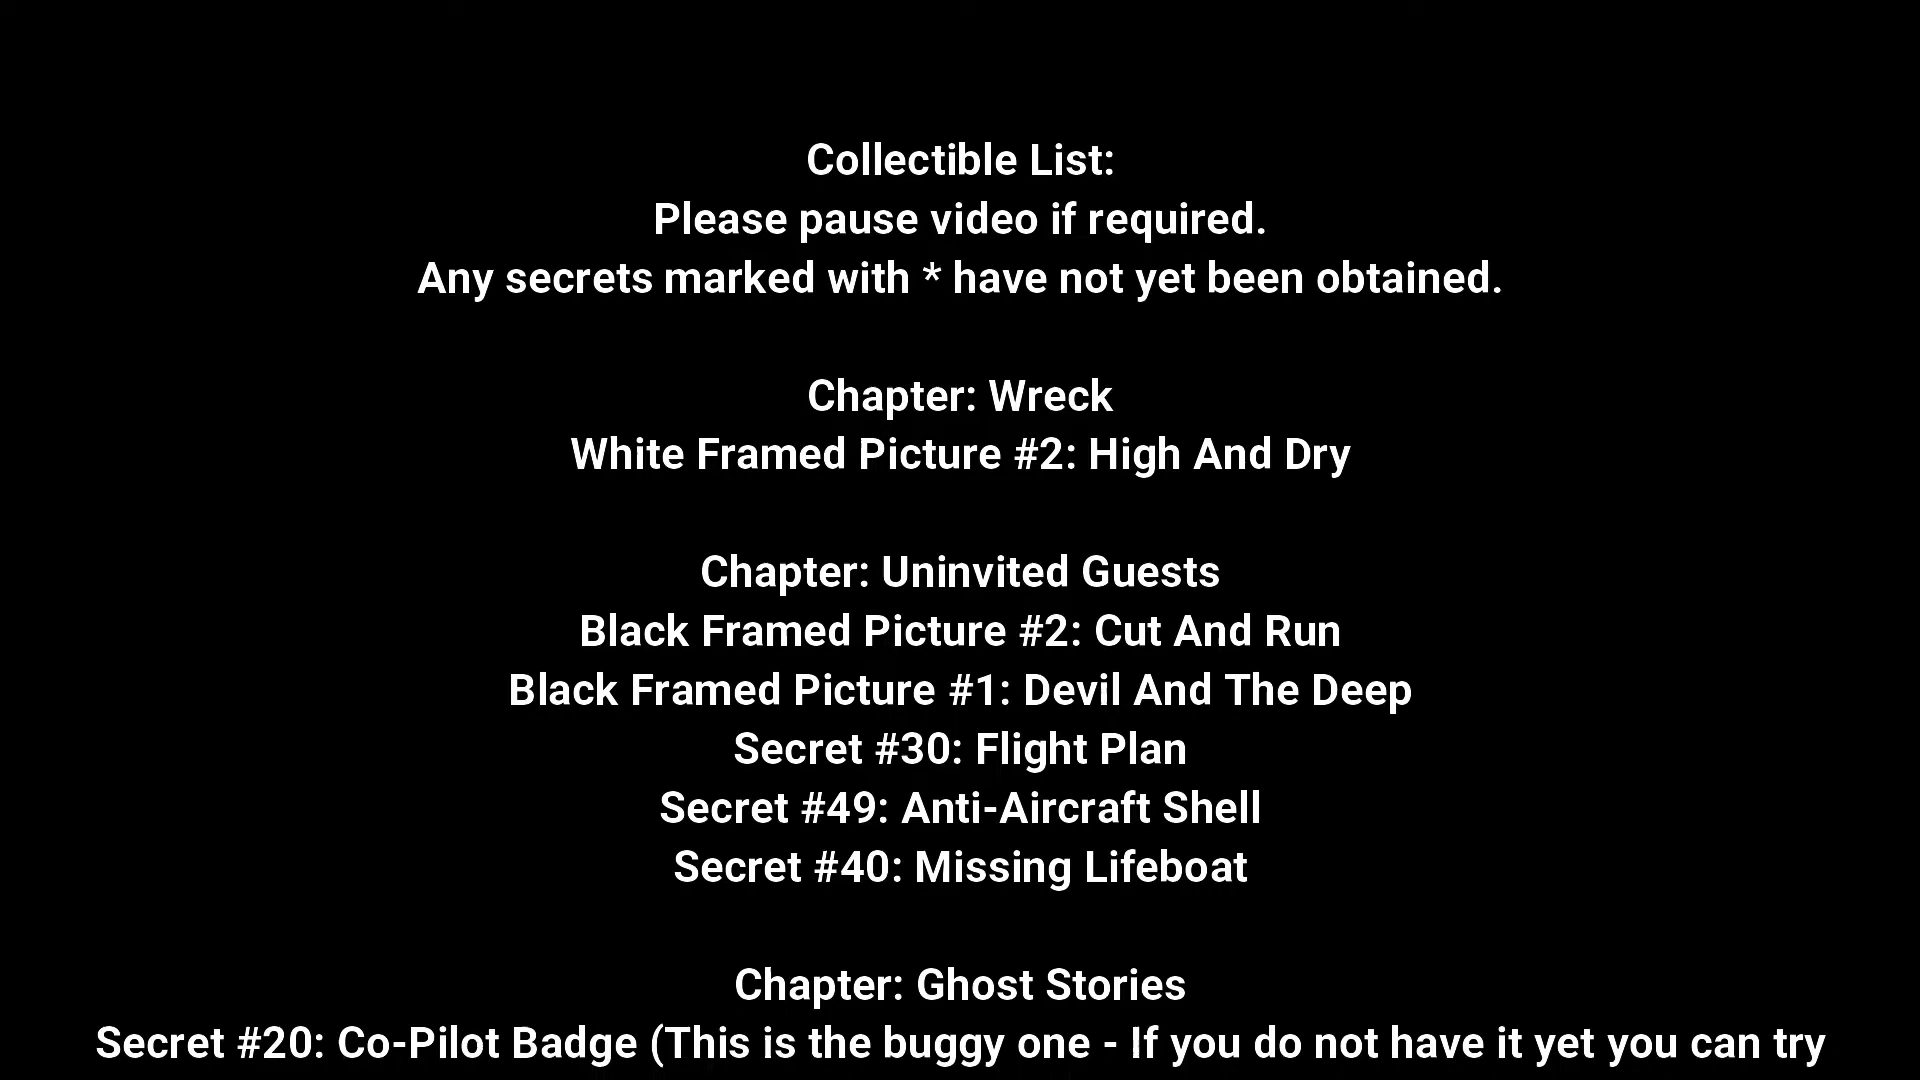 Collectible List:
Please pause video if required.
Any secrets marked with * have not yet been obtained.
Chapter: Wreck
White Framed Picture #2: High And Dry
Chapter: Uninvited Guests
Black Framed Picture #2: Cut And Run
Black Framed Picture #1: Devil And The Deep
Secret #30: Flight Plan
Secret #49: Anti-Aircraft Shell
Secret #40: Missing Lifeboat
Chapter: Ghost Stories
Secret #20: Co-Pilot Badge (This is the buggy one - If you do not have it yet you can try